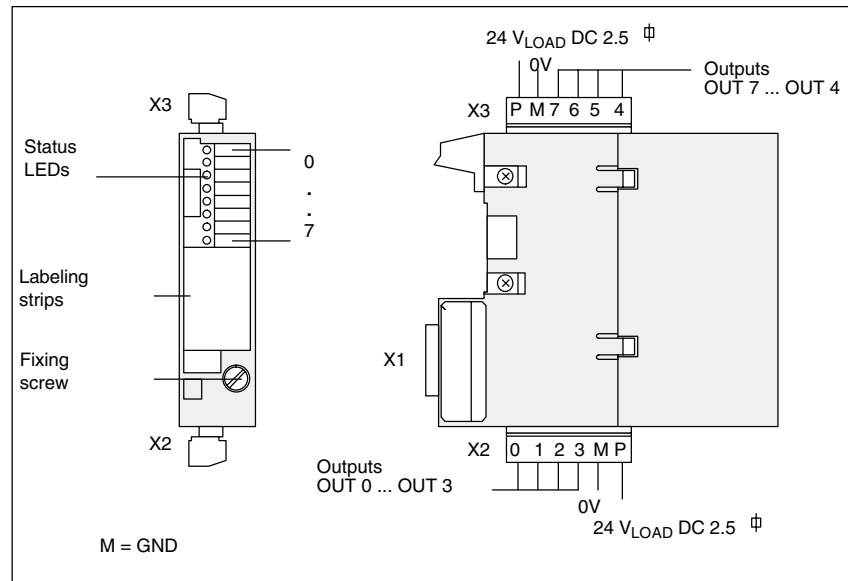 24 VLOAD DC 2.5
0V
Outputs
OUT 7 ... OUT 4
X3
X3
P M 7 6 5 4
Status
LEDs
0
.
.
7
Labeling
strips
X1
Fixing
screw
X2
X2
0 1 2 3 M P
Outputs
OUT 0 ... OUT 3
0V
24 VLOAD DC 2.5
M = GND